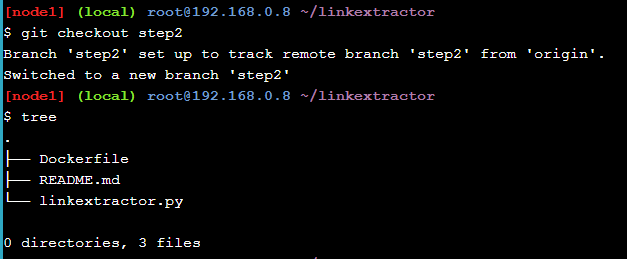 [node1] (local) root@192.168.0.8 ~/linkextractor
$ git checkout step2
Branch 'step2' set up to track remote branch 'step2' from 'origin'.
Switched to a new branch 'step2'
[node1] (local) root@192.168.0.8 ~/linkextractor
$ tree
.
├── Dockerfile
├── README.md
└── linkextractor.py

0 directories, 3 files